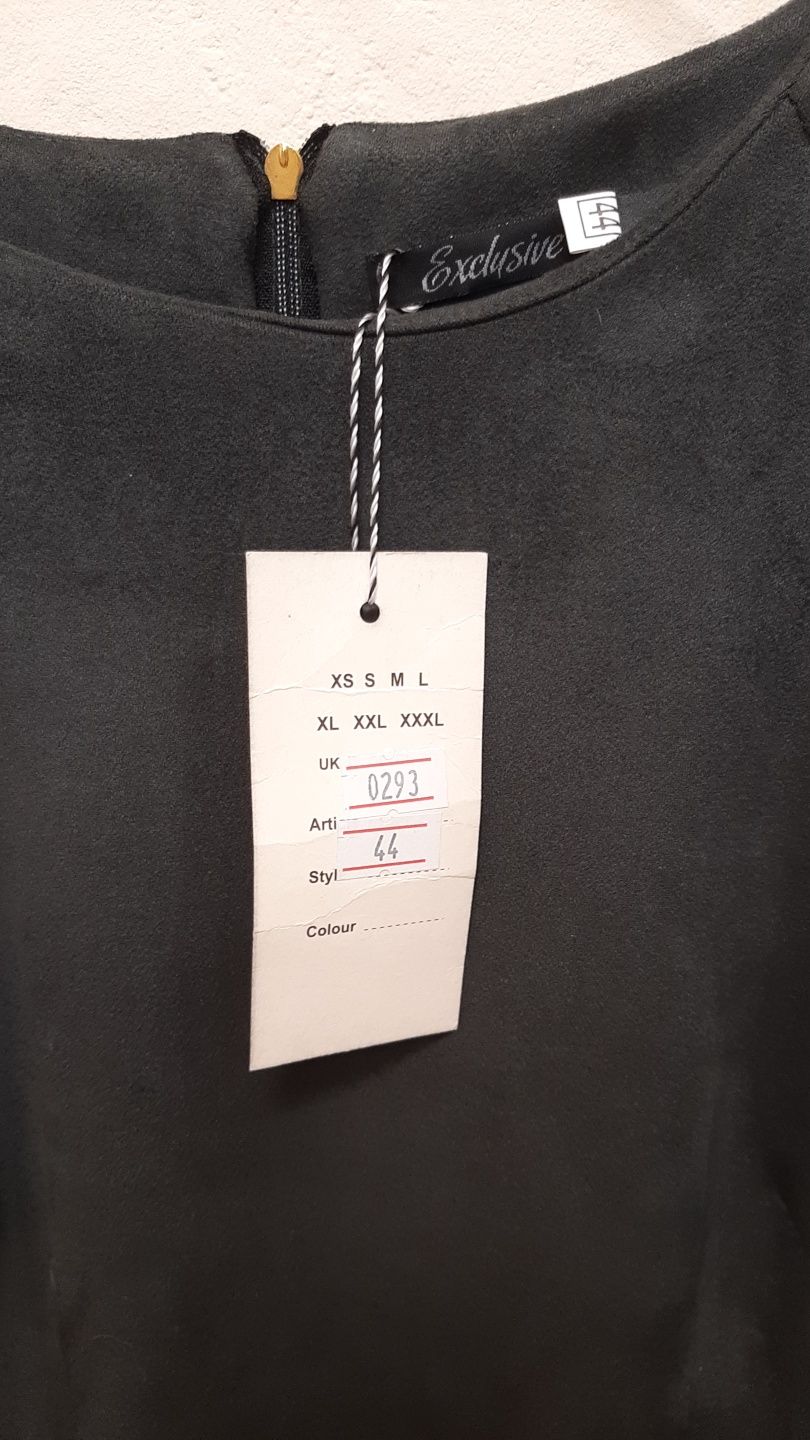 Exclusive
44
XS S M L
XL XXL XXXL
UK
0293
Arti
44
Styl
Colour